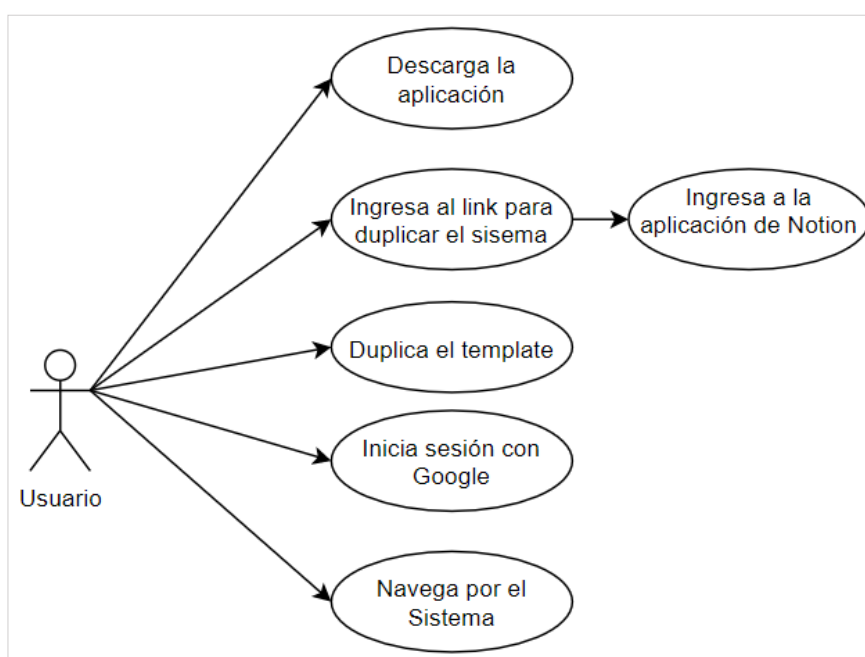 Descarga la
aplicación
Ingresa al link para
duplicar el sisema
Ingresa a la
aplicación de Notion
Duplica el template
Inicia sesión con
Google
Usuario
Navega por el
Sistema